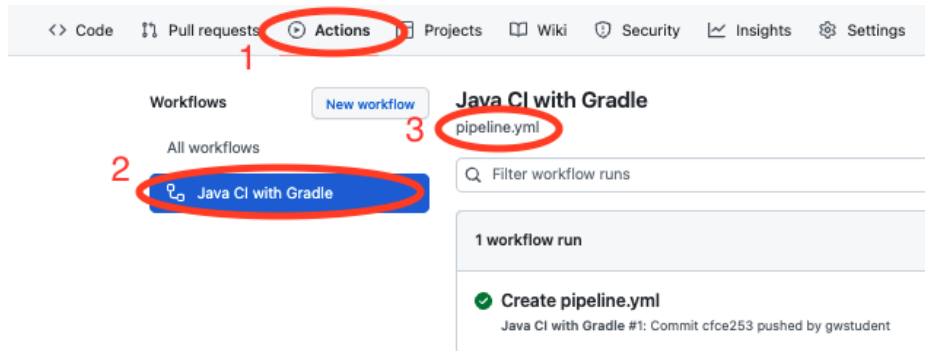 Code Pull requests Actions Projects Wiki Security Insights Settings
1
Workflows New workflow
Java CI with Gradle
3
pipeline.yml
All workflows
2
Java CI with Gradle
Filter workflow runs
1 workflow run
Create pipeline.yml
Java CI with Gradle #1: Commit cfce253 pushed by gwstudent